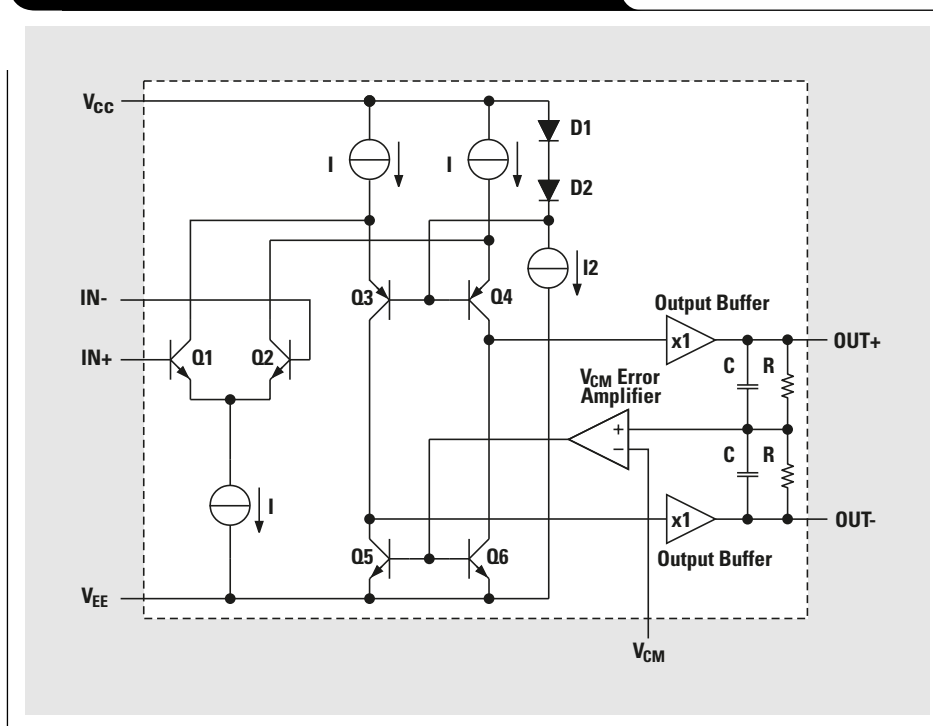 VCC
D1
I
I
D2
I2
IN-
Q3
Q4
Output Buffer
IN+
Q1
Q2
x1
OUT+
VCM Error
Amplifier
C
R
+
−
C
R
I
x1
OUT-
Q5
Q6
Output Buffer
VEE
VCM